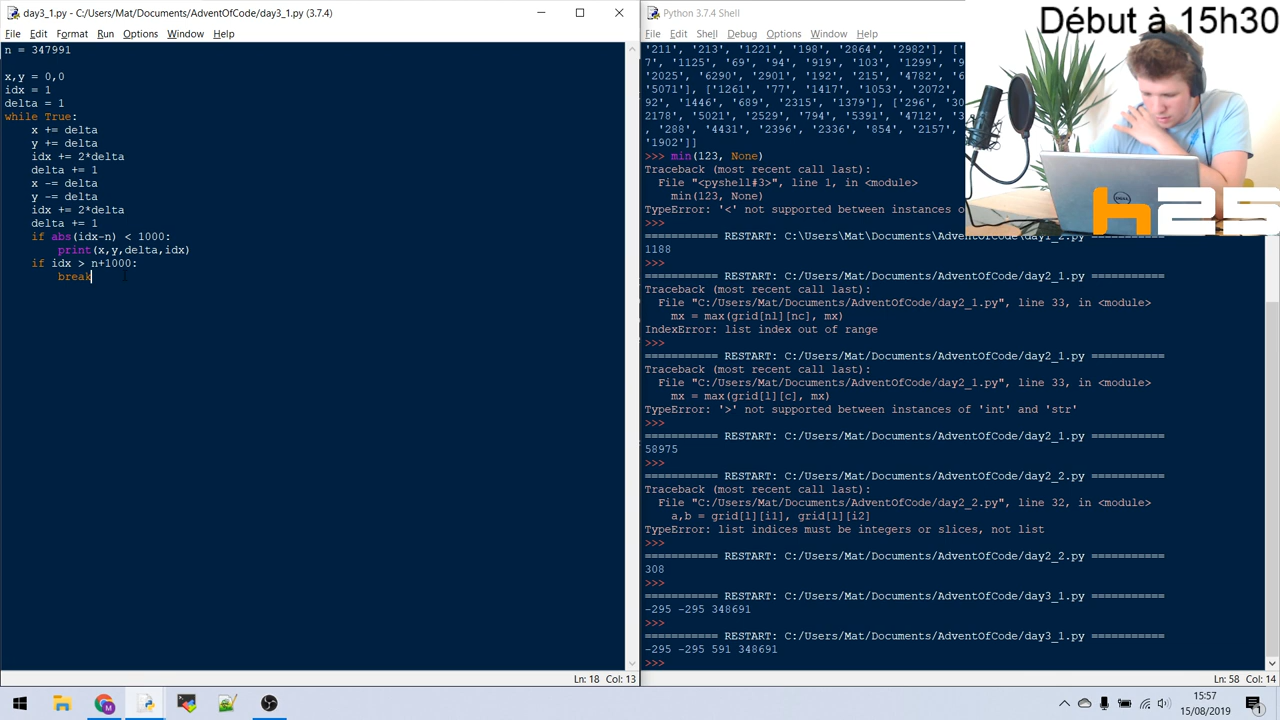 day3_1.py - C:/Users/Mat/Documents/AdventOfCode/day3_1.py (3.7.4)
File Edit Format Run Options Window Help
n = 347991
x,y = 0,0
idx = 1
delta = 1
while True:
    x += delta
    y += delta
    idx += 2*delta
    delta += 1
    x -= delta
    y -= delta
    idx += 2*delta
    delta += 1
    if abs(idx-n) < 1000:
        print(x,y,delta,idx)
    if idx > n+1000:
        break
Ln: 18 Col: 13
Python 3.7.4 Shell
File Edit Shell Debug Options Window Help
'211', '213', '1221', '198', '2864', '2982'], ['
7', '1125', '69', '94', '919', '103', '1299', '9
'2025', '6290', '2901', '192', '215', '4782', '6
'5071'], ['1261', '77', '1417', '1053', '2072',
92', '1446', '689', '2315', '1379'], ['296', '30
2178', '5021', '2529', '794', '5391', '4712', '3
, '288', '4431', '2396', '2336', '854', '2157',
'1902']]
>>> min(123, None)
Traceback (most recent call last):
  File "<pyshell#3>", line 1, in <module>
    min(123, None)
TypeError: '<' not supported between instances o
>>>
=========== RESTART: C:\Users\Mat\Documents\AdventOfCode\day1_2.py ===========
1188
>>>
=========== RESTART: C:/Users/Mat/Documents/AdventOfCode/day2_1.py ===========
Traceback (most recent call last):
  File "C:/Users/Mat/Documents/AdventOfCode/day2_1.py", line 33, in <module>
    mx = max(grid[nl][nc], mx)
IndexError: list index out of range
>>>
=========== RESTART: C:/Users/Mat/Documents/AdventOfCode/day2_1.py ===========
Traceback (most recent call last):
  File "C:/Users/Mat/Documents/AdventOfCode/day2_1.py", line 33, in <module>
    mx = max(grid[l][c], mx)
TypeError: '>' not supported between instances of 'int' and 'str'
>>>
=========== RESTART: C:/Users/Mat/Documents/AdventOfCode/day2_1.py ===========
58975
>>>
=========== RESTART: C:/Users/Mat/Documents/AdventOfCode/day2_2.py ===========
Traceback (most recent call last):
  File "C:/Users/Mat/Documents/AdventOfCode/day2_2.py", line 32, in <module>
    a,b = grid[l][i1], grid[l][i2]
TypeError: list indices must be integers or slices, not list
>>>
=========== RESTART: C:/Users/Mat/Documents/AdventOfCode/day2_2.py ===========
308
>>>
=========== RESTART: C:/Users/Mat/Documents/AdventOfCode/day3_1.py ===========
-295 -295 348691
>>>
=========== RESTART: C:/Users/Mat/Documents/AdventOfCode/day3_1.py ===========
-295 -295 591 348691
>>>
Ln: 58 Col: 14
Début à 15h30
DELL
h25
15:57
15/08/2019
1